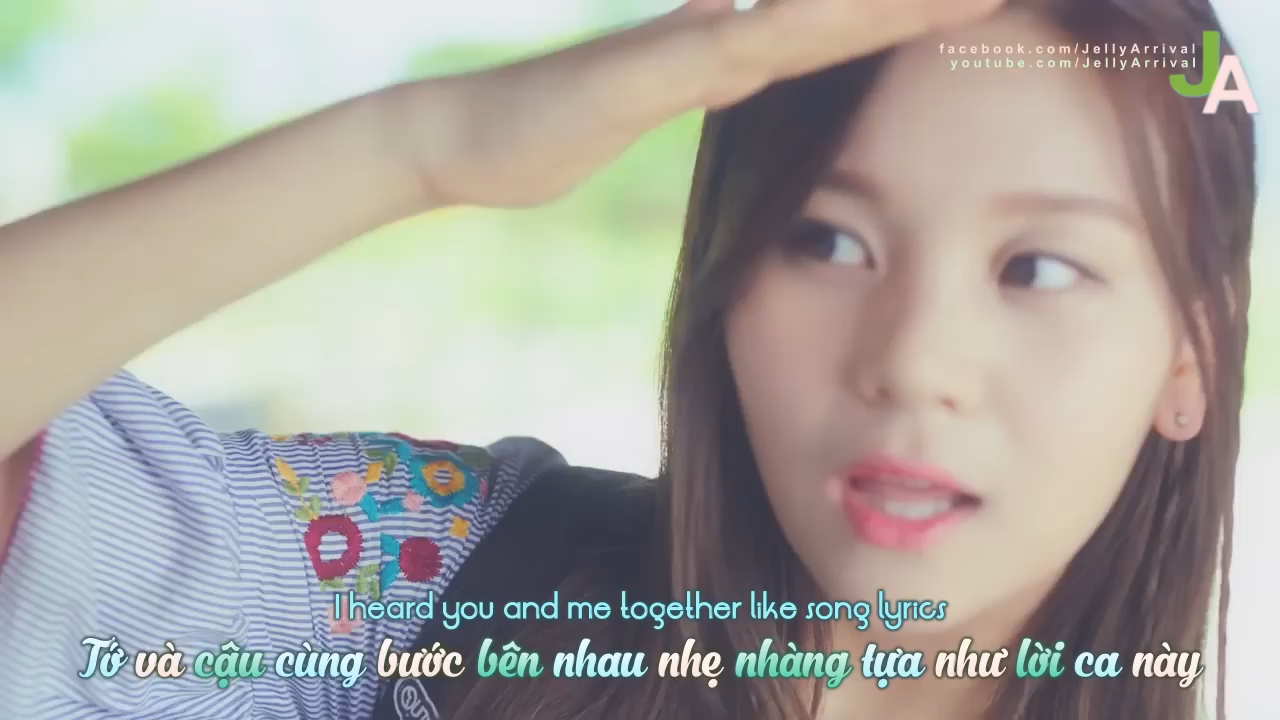 facebook.com/JellyArrival
youtube.com/JellyArrival
JA
I heard you and me together like song lyrics
Tớ và cậu cùng bước bên nhau nhẹ nhàng tựa như lời ca này